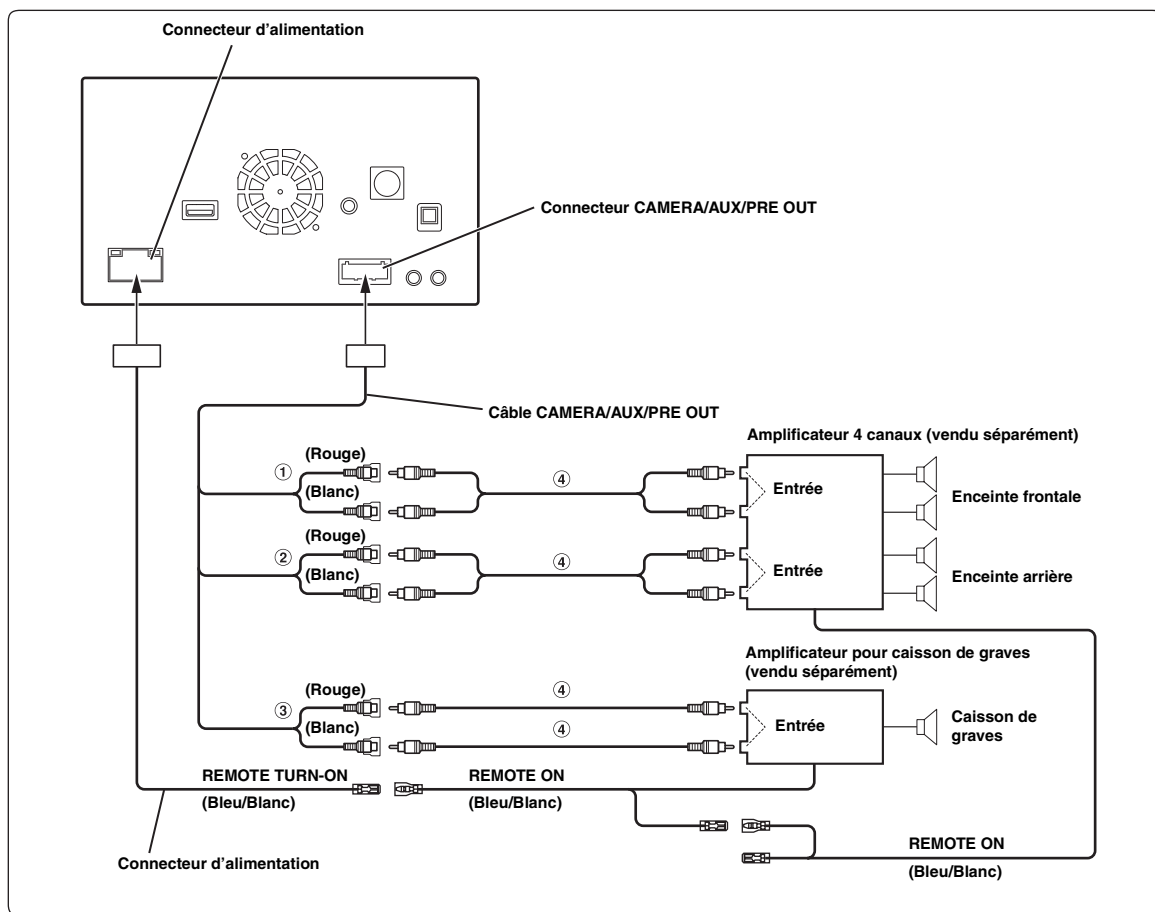 Connecteur d'alimentation
Connecteur CAMERA/AUX/PRE OUT
Câble CAMERA/AUX/PRE OUT
Amplificateur 4 canaux (vendu séparément)
(Rouge)
①
④
(Blanc)
Entrée
Enceinte frontale
(Rouge)
②
④
(Blanc)
Entrée
Enceinte arrière
Amplificateur pour caisson de graves
(vendu séparément)
(Rouge)
④
③
(Blanc)
④
Entrée
Caisson de
graves
REMOTE TURN-ON
(Bleu/Blanc)
REMOTE ON
(Bleu/Blanc)
REMOTE ON
(Bleu/Blanc)
Connecteur d'alimentation